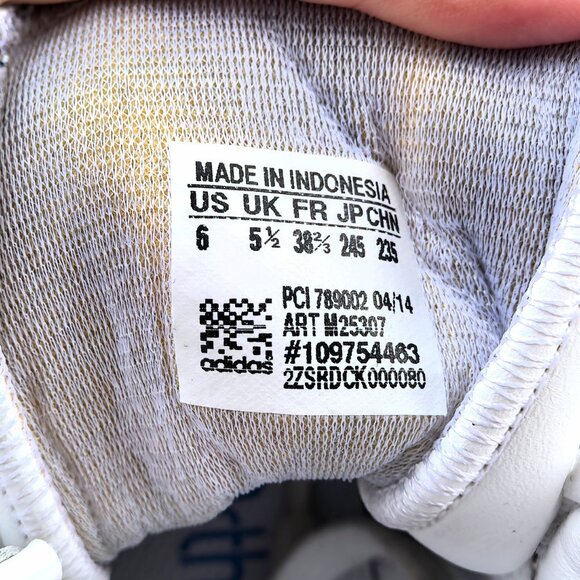 MADE IN INDONESIA
US UK FR JP CHN
6 5½ 38⅔ 245 235
PCI 789002 04/14
ART M25307
#109754463
2ZSRDCK000080
adidas
rth